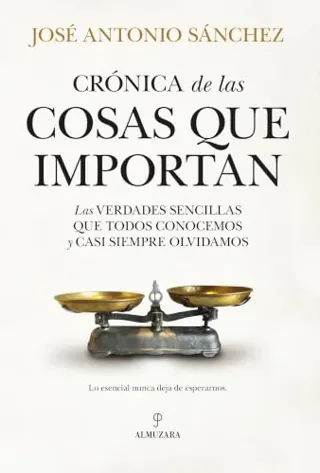 JOSÉ ANTONIO SÁNCHEZ
CRÓNICA de las
COSAS QUE
IMPORTAN
Las VERDADES SENCILLAS
QUE TODOS CONOCEMOS
y CASI SIEMPRE OLVIDAMOS
Lo esencial nunca deja de esperarnos.
ALMUZARA